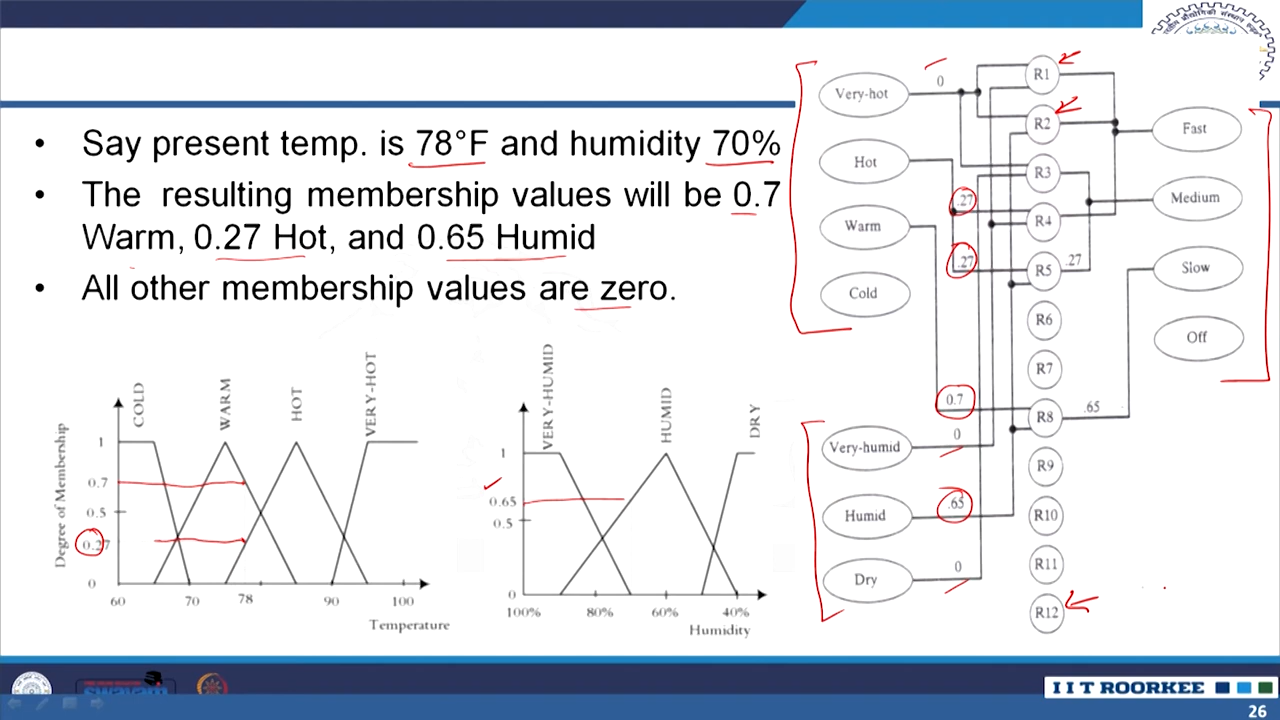 • Say present temp. is 78°F and humidity 70%
• The resulting membership values will be 0.7
Warm, 0.27 Hot, and 0.65 Humid
• All other membership values are zero.
Degree of Membership
COLD
WARM
HOT
VERY-HOT
1
0.7
0.5
0.27
0
60
70
78
90
100
Temperature
VERY-HUMID
HUMID
DRY
1
0.65
0.5
0
100%
80%
60%
40%
Humidity
Very-hot
Hot
Warm
Cold
Very-humid
Humid
Dry
0
.27
.27
0.7
0
.65
0
R1
R2
R3
R4
R5
R6
R7
R8
R9
R10
R11
R12
.27
.65
Fast
Medium
Slow
Off
swayam
IIT ROORKEE
26